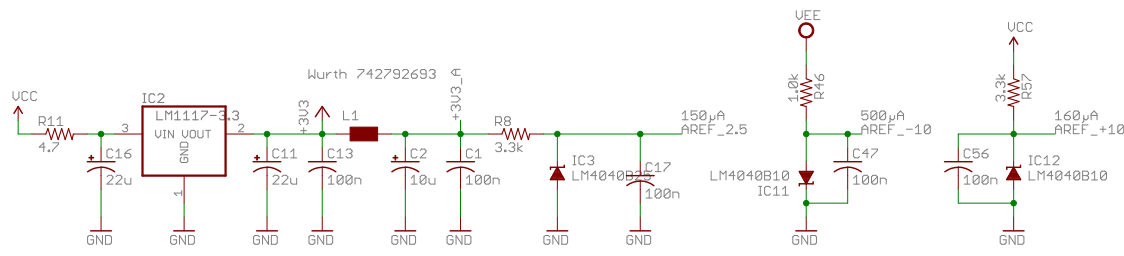 VCC
R11
4.7
C16
22u
GND
IC2
LM1117-3.3
VIN VOUT
GND
3
2
1
GND
C11
22u
GND
+3V3
C13
100n
GND
Wurth 742792693
L1
C2
10u
GND
+3V3_A
C1
100n
GND
R8
3.3k
IC3
LM4040B25
GND
C17
100n
GND
150µA
AREF_2.5
VEE
1.0k
R46
500µA
AREF_-10
LM4040B10
IC11
C47
100n
GND
VCC
3.3k
R57
160µA
AREF_+10
C56
100n
IC12
LM4040B10
GND